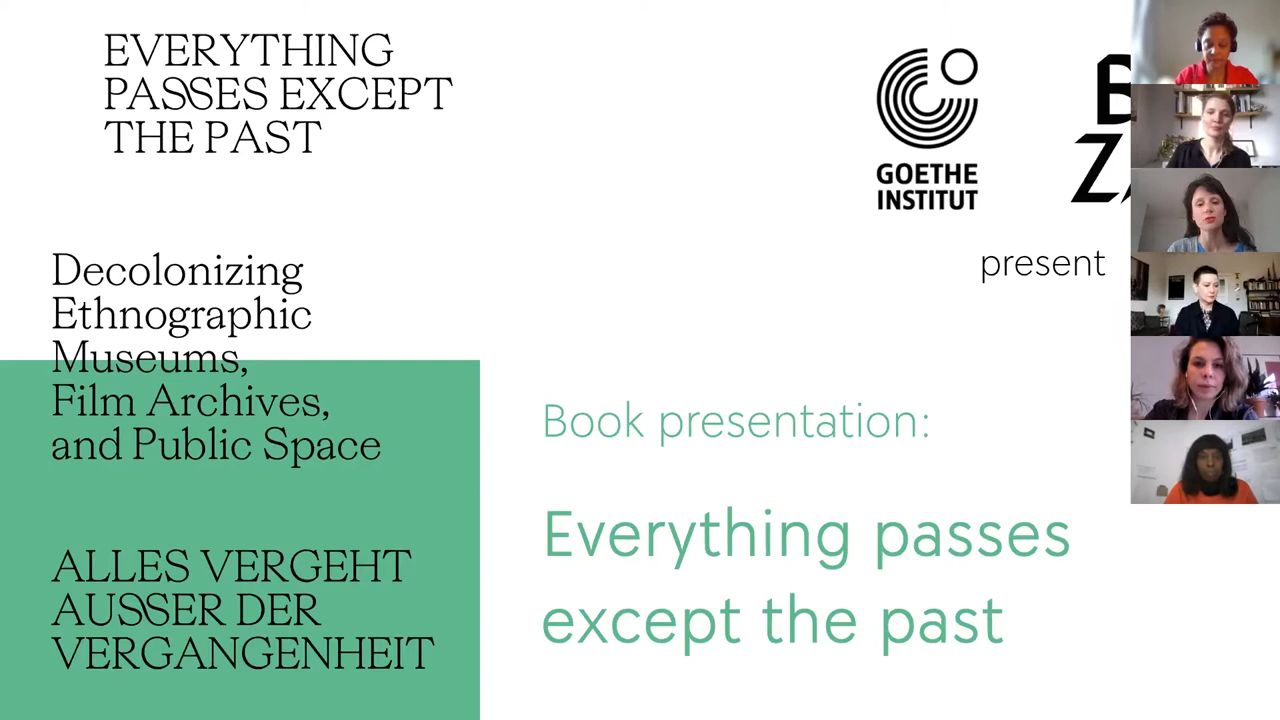 EVERYTHING
PASSES EXCEPT
THE PAST
Decolonizing
Ethnographic
Museums,
Film Archives,
and Public Space
ALLES VERGEHT
AUSSER DER
VERGANGENHEIT
GOETHE
INSTITUT
present
Book presentation:
Everything passes
except the past